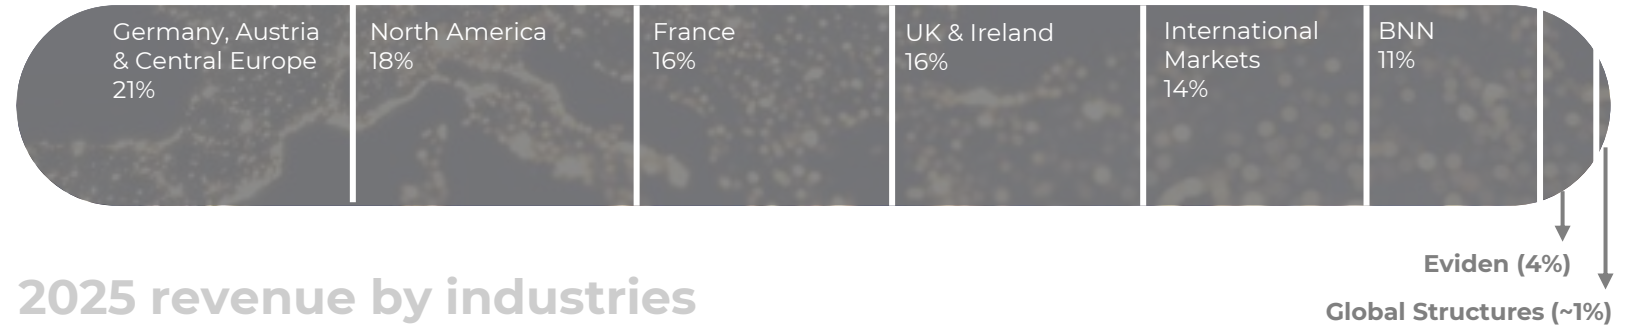 Germany, Austria
& Central Europe
21%
North America
18%
France
16%
UK & Ireland
16%
International
Markets
14%
BNN
11%
Eviden (4%)
Global Structures (~1%)
2025 revenue by industries